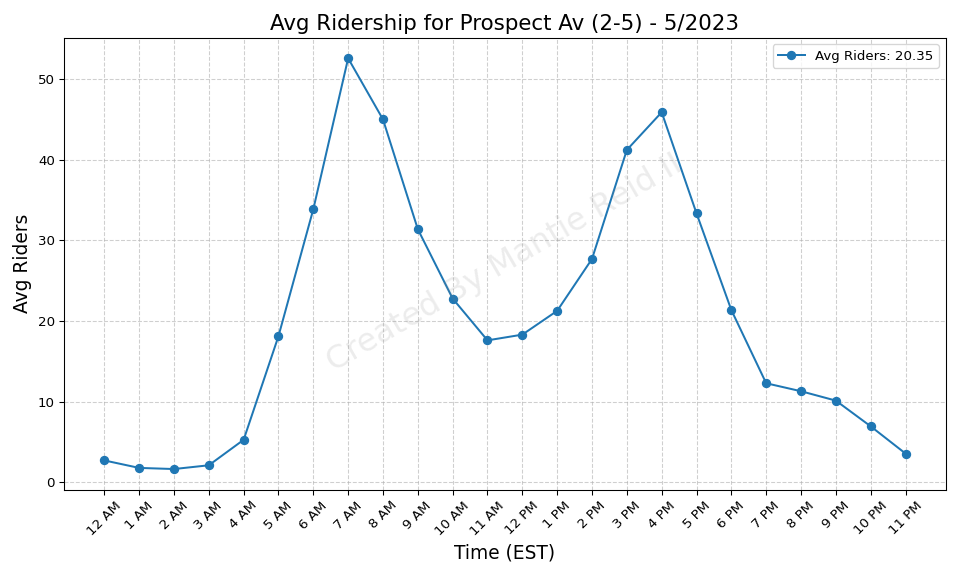 Avg Ridership for Prospect Av (2-5) - 5/2023
Avg Riders: 20.35
50
40
30
20
10
0
Avg Riders
Created By Mantle Reid II
12 AM
1 AM
2 AM
3 AM
4 AM
5 AM
6 AM
7 AM
8 AM
9 AM
10 AM
11 AM
12 PM
1 PM
2 PM
3 PM
4 PM
5 PM
6 PM
7 PM
8 PM
9 PM
10 PM
11 PM
Time (EST)